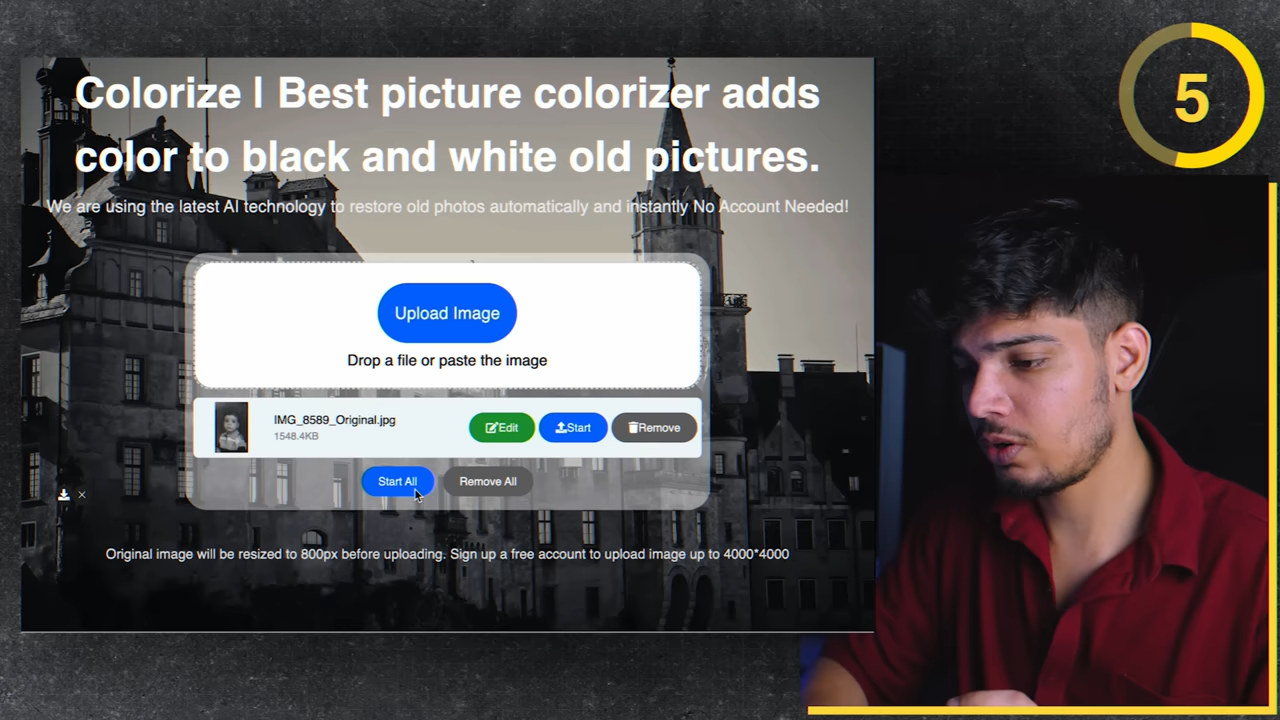 5
Colorize | Best picture colorizer adds
color to black and white old pictures.
We are using the latest AI technology to restore old photos automatically and instantly No Account Needed!
Upload Image
Drop a file or paste the image
IMG_8589_Original.jpg
1548.4KB
Edit
Start
Remove
Start All
Remove All
Original image will be resized to 800px before uploading. Sign up a free account to upload image up to 4000*4000